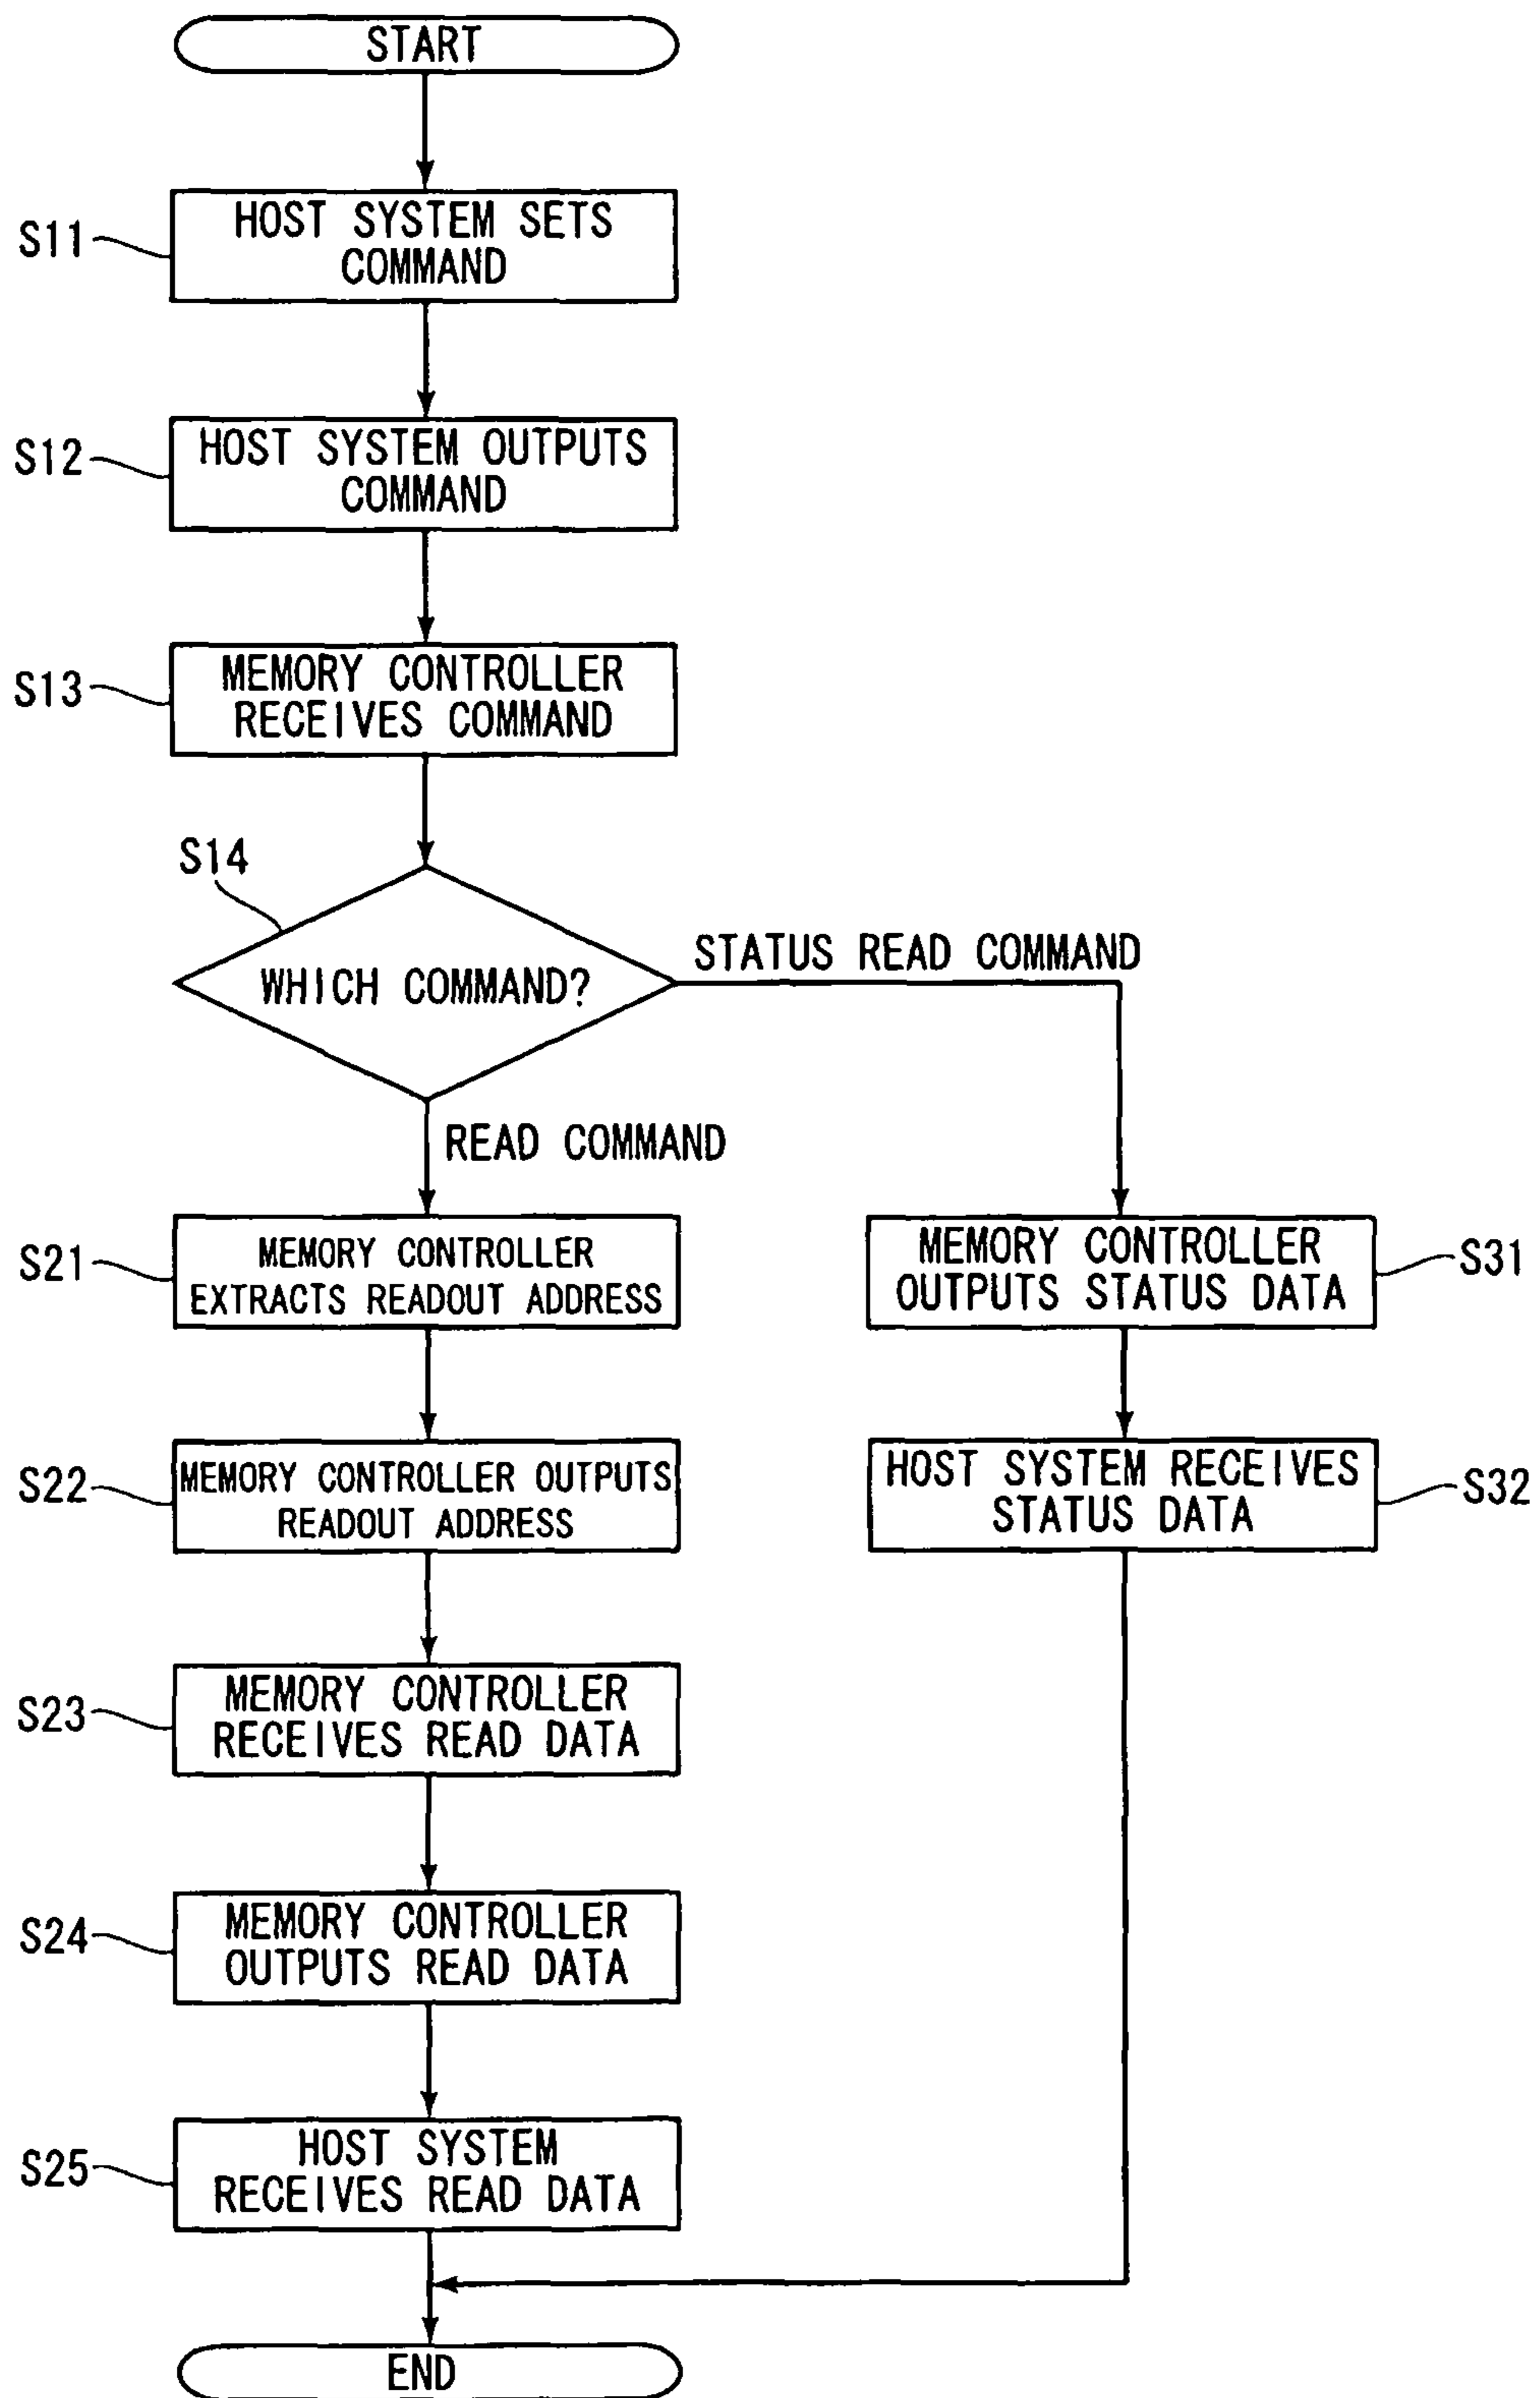 START
S11
HOST SYSTEM SETS
COMMAND
S12
HOST SYSTEM OUTPUTS
COMMAND
S13
MEMORY CONTROLLER
RECEIVES COMMAND
S14
WHICH COMMAND?
STATUS READ COMMAND
READ COMMAND
S21
MEMORY CONTROLLER
EXTRACTS READOUT ADDRESS
S31
MEMORY CONTROLLER
OUTPUTS STATUS DATA
S22
MEMORY CONTROLLER OUTPUTS
READOUT ADDRESS
S32
HOST SYSTEM RECEIVES
STATUS DATA
S23
MEMORY CONTROLLER
RECEIVES READ DATA
S24
MEMORY CONTROLLER
OUTPUTS READ DATA
S25
HOST SYSTEM
RECEIVES READ DATA
END